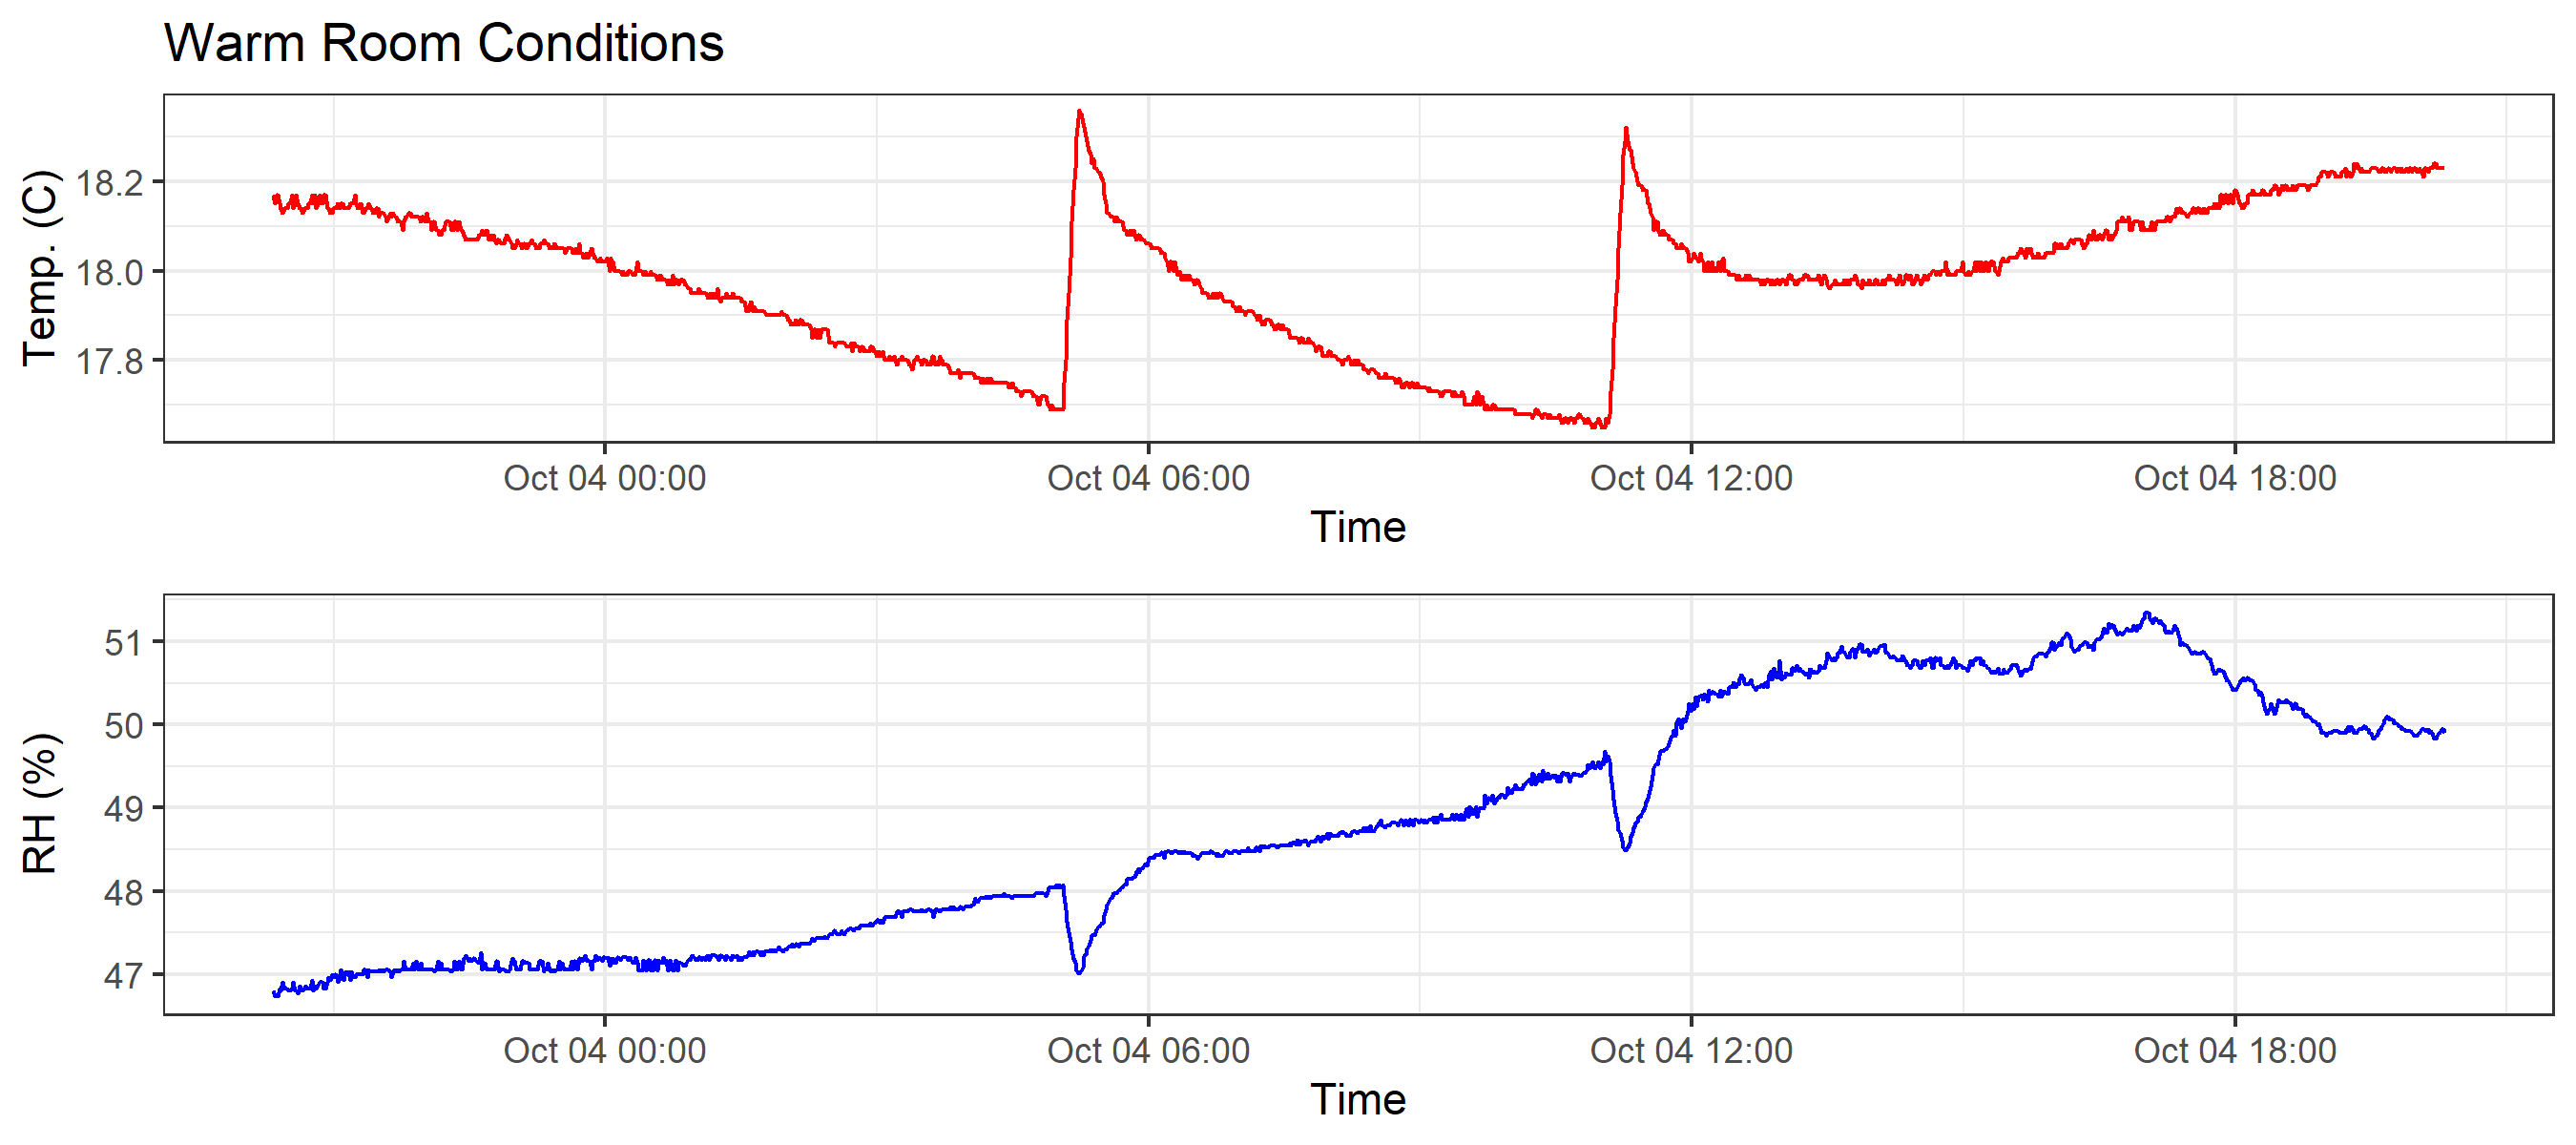 Warm Room Conditions
Temp. (C)
18.2
18.0
17.8
Oct 04 00:00 Oct 04 06:00 Oct 04 12:00 Oct 04 18:00
Time
RH (%)
51
50
49
48
47
Oct 04 00:00 Oct 04 06:00 Oct 04 12:00 Oct 04 18:00
Time